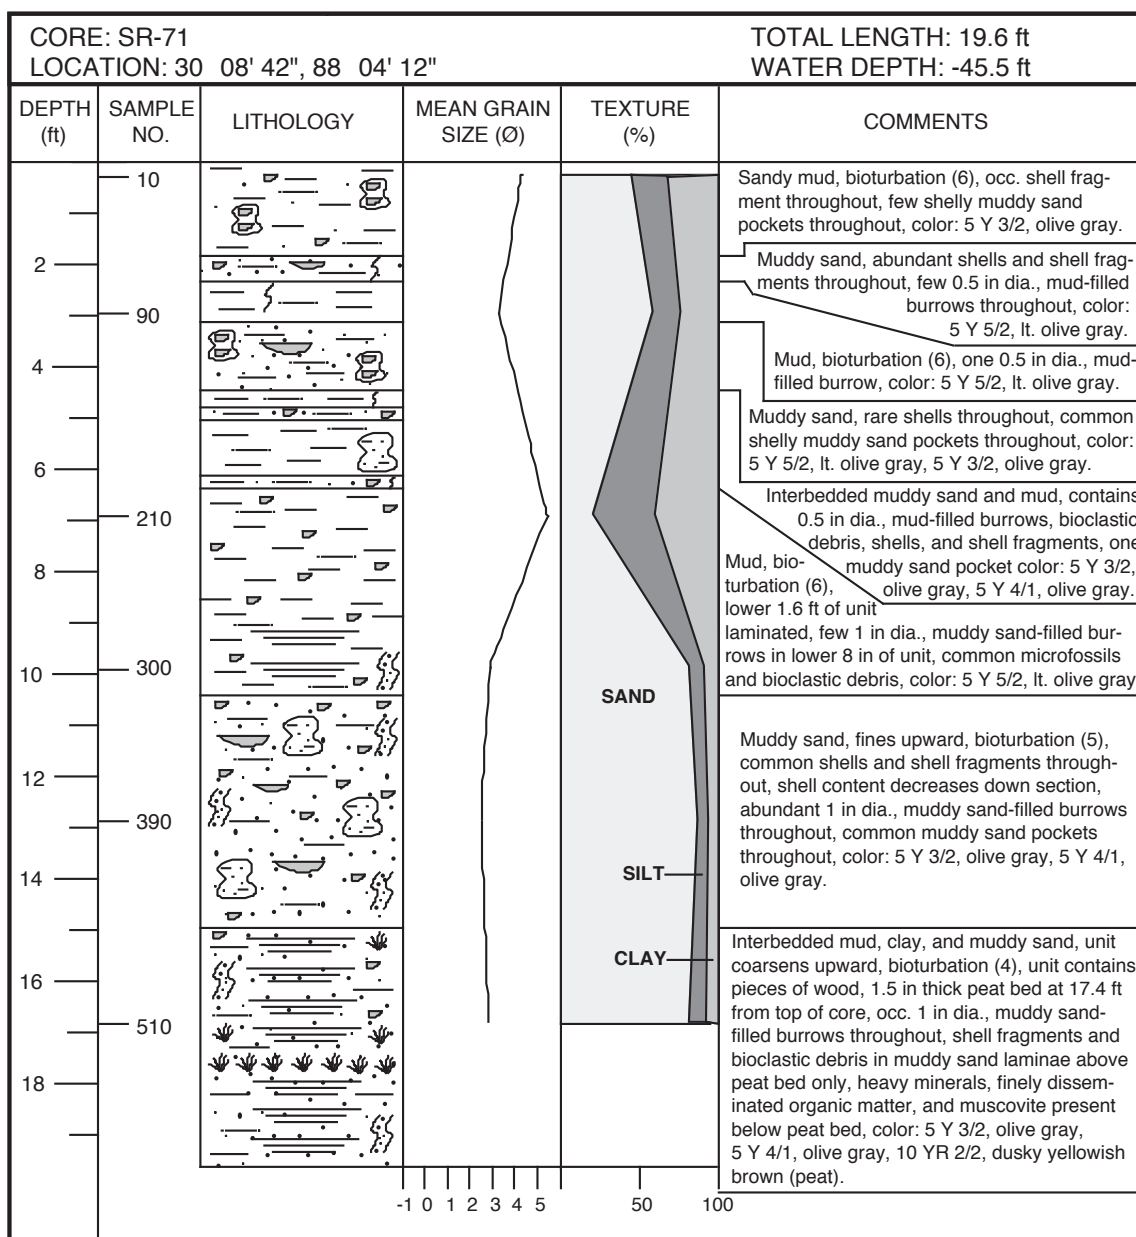 CORE: SR-71
TOTAL LENGTH: 19.6 ft
LOCATION: 30 08' 42", 88 04' 12"
WATER DEPTH: -45.5 ft
DEPTH (ft)
SAMPLE NO.
LITHOLOGY
MEAN GRAIN SIZE (Ø)
TEXTURE (%)
COMMENTS
2
4
6
8
10
12
14
16
18
10
90
210
300
390
510
SAND
SILT
CLAY
-1 0 1 2 3 4 5
50 100
Sandy mud, bioturbation (6), occ. shell frag-
ment throughout, few shelly muddy sand
pockets throughout, color: 5 Y 3/2, olive gray.
Muddy sand, abundant shells and shell frag-
ments throughout, few 0.5 in dia., mud-filled
burrows throughout, color:
5 Y 5/2, lt. olive gray.
Mud, bioturbation (6), one 0.5 in dia., mud-
filled burrow, color: 5 Y 5/2, lt. olive gray.
Muddy sand, rare shells throughout, common
shelly muddy sand pockets throughout, color:
5 Y 5/2, lt. olive gray, 5 Y 3/2, olive gray.
Interbedded muddy sand and mud, contains
0.5 in dia., mud-filled burrows, bioclastic
debris, shells, and shell fragments, one
muddy sand pocket color: 5 Y 3/2,
olive gray, 5 Y 4/1, olive gray.
Mud, bio-
turbation (6),
lower 1.6 ft of unit
laminated, few 1 in dia., muddy sand-filled bur-
rows in lower 8 in of unit, common microfossils
and bioclastic debris, color: 5 Y 5/2, lt. olive gray
Muddy sand, fines upward, bioturbation (5),
common shells and shell fragments through-
out, shell content decreases down section,
abundant 1 in dia., muddy sand-filled burrows
throughout, common muddy sand pockets
throughout, color: 5 Y 3/2, olive gray, 5 Y 4/1,
olive gray.
Interbedded mud, clay, and muddy sand, unit
coarsens upward, bioturbation (4), unit contains
pieces of wood, 1.5 in thick peat bed at 17.4 ft
from top of core, occ. 1 in dia., muddy sand-
filled burrows throughout, shell fragments and
bioclastic debris in muddy sand laminae above
peat bed only, heavy minerals, finely dissem-
inated organic matter, and muscovite present
below peat bed, color: 5 Y 3/2, olive gray,
5 Y 4/1, olive gray, 10 YR 2/2, dusky yellowish
brown (peat).